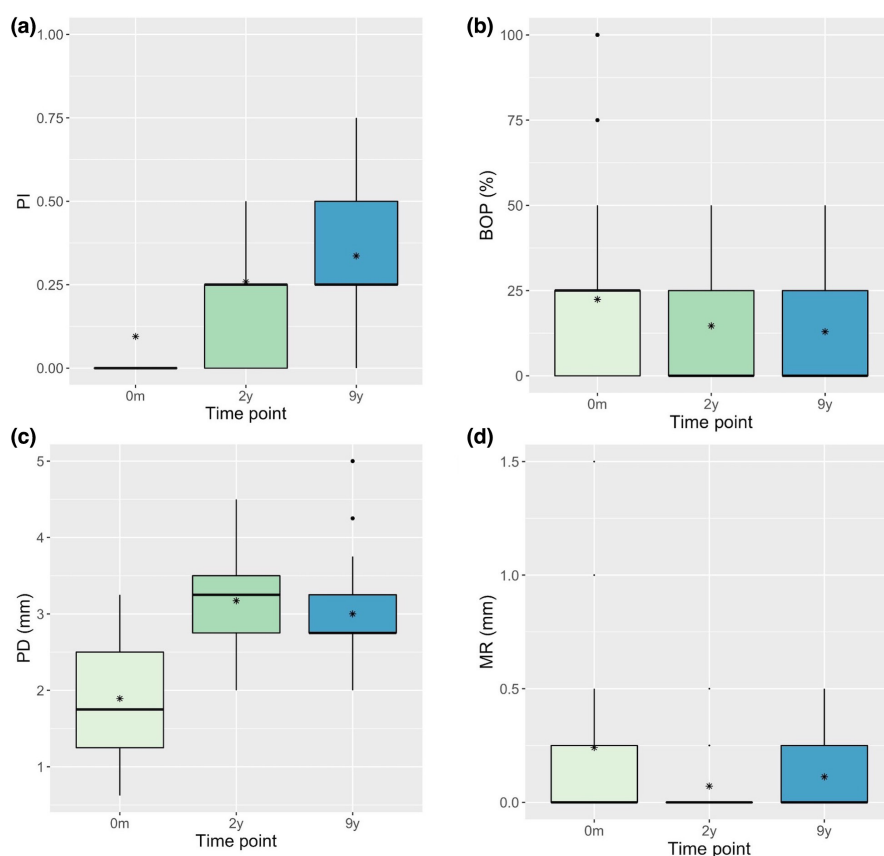 (a)
1.00
0.75
0.50
0.25
0.00
PI
0m 2y 9y
Time point
(b)
100
75
50
25
0
BOP (%)
0m 2y 9y
Time point
(c)
5
4
3
2
1
PD (mm)
0m 2y 9y
Time point
(d)
1.5
1.0
0.5
0.0
MR (mm)
0m 2y 9y
Time point